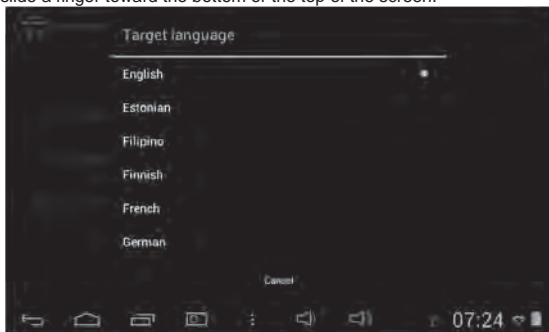 slide a finger toward the bottom or the top of the screen.
Target language
English
Estonian
Filipino
Finnish
French
German
Cancel
07:24